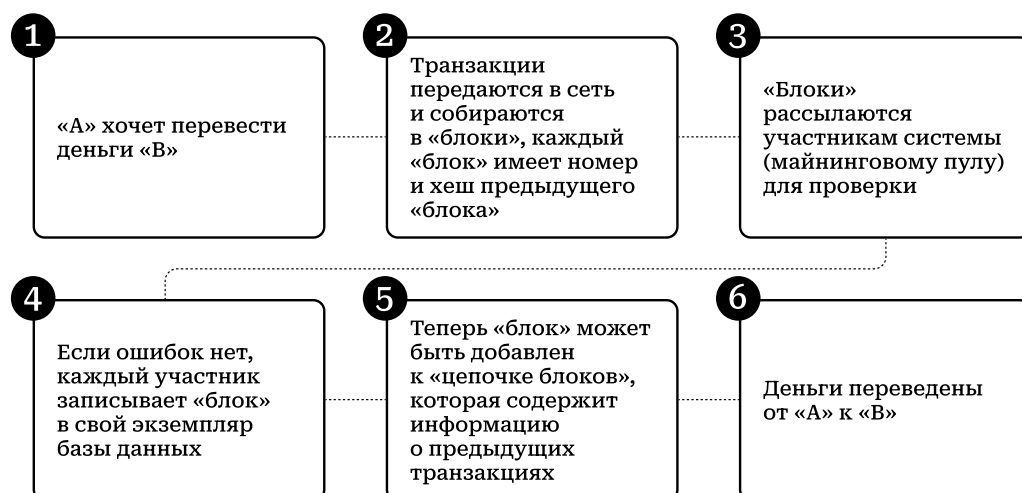 1
«А» хочет перевести
деньги «В»
2
Транзакции
передаются в сеть
и собираются
в «блоки», каждый
«блок» имеет номер
и хеш предыдущего
«блока»
3
«Блоки»
рассылаются
участникам системы
(майнинговому пулу)
для проверки
4
Если ошибок нет,
каждый участник
записывает «блок»
в свой экземпляр
базы данных
5
Теперь «блок» может
быть добавлен
к «цепочке блоков»,
которая содержит
информацию
о предыдущих
транзакциях
6
Деньги переведены
от «А» к «В»